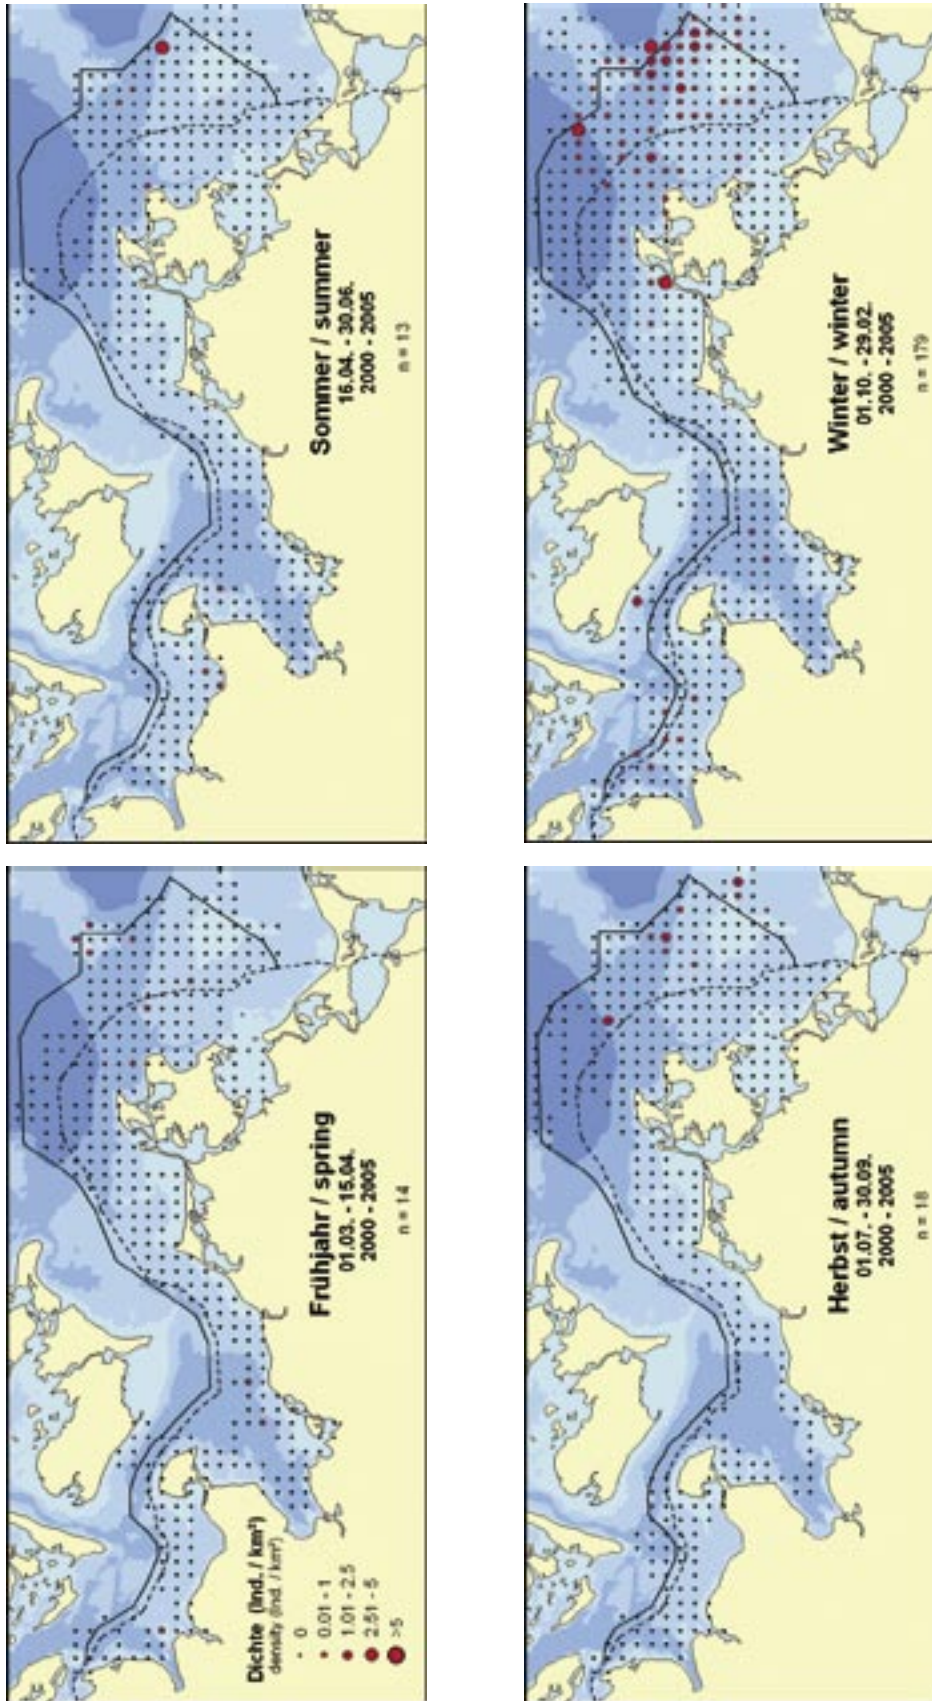 Frühjahr / spring
01.03. - 15.04.
2000 - 2005
n = 14
Dichte (Ind. / km²)
density (Ind. / km²)
0
0.01 - 1
1.01 - 2.5
2.51 - 5
>5
Sommer / summer
16.04. - 30.06.
2000 - 2005
n = 13
Herbst / autumn
01.07. - 30.09.
2000 - 2005
n = 18
Winter / winter
01.10. - 29.02.
2000 - 2005
n = 179